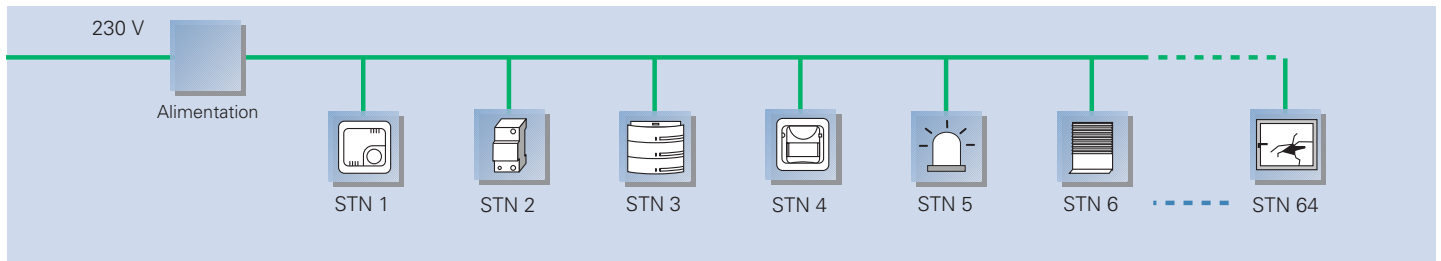 230 V
Alimentation
STN 1
STN 2
STN 3
STN 4
STN 5
STN 6
STN 64